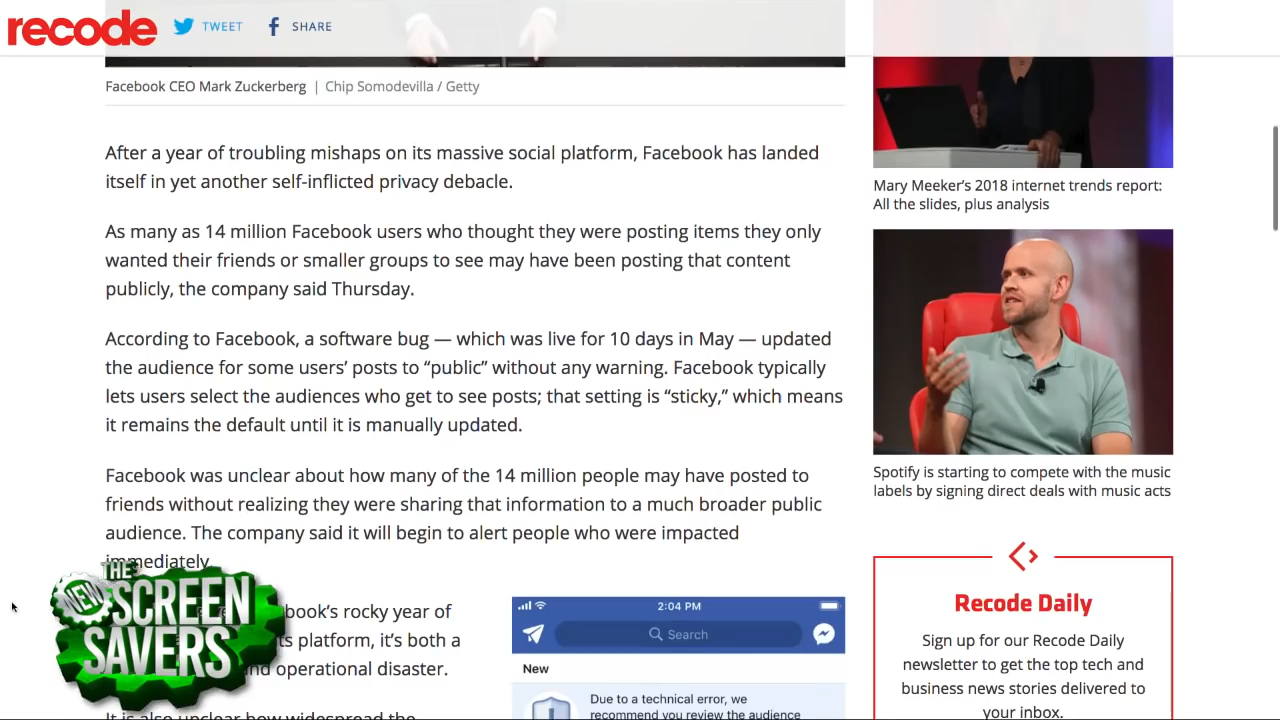 recode
TWEET
SHARE
Facebook CEO Mark Zuckerberg | Chip Somodevilla / Getty
After a year of troubling mishaps on its massive social platform, Facebook has landed
itself in yet another self-inflicted privacy debacle.
As many as 14 million Facebook users who thought they were posting items they only
wanted their friends or smaller groups to see may have been posting that content
publicly, the company said Thursday.
According to Facebook, a software bug — which was live for 10 days in May — updated
the audience for some users’ posts to “public” without any warning. Facebook typically
lets users select the audiences who get to see posts; that setting is “sticky,” which means
it remains the default until it is manually updated.
Facebook was unclear about how many of the 14 million people may have posted to
friends without realizing they were sharing that information to a much broader public
audience. The company said it will begin to alert people who were impacted
immediately.
book’s rocky year of
ts platform, it’s both a
nd operational disaster.
It is also unclear how widespread the
THE
NEW
SCREEN
SAVERS
2:04 PM
Search
New
Due to a technical error, we
recommend you review the audience
Mary Meeker’s 2018 internet trends report:
All the slides, plus analysis
Spotify is starting to compete with the music
labels by signing direct deals with music acts
Recode Daily
Sign up for our Recode Daily
newsletter to get the top tech and
business news stories delivered to
your inbox.